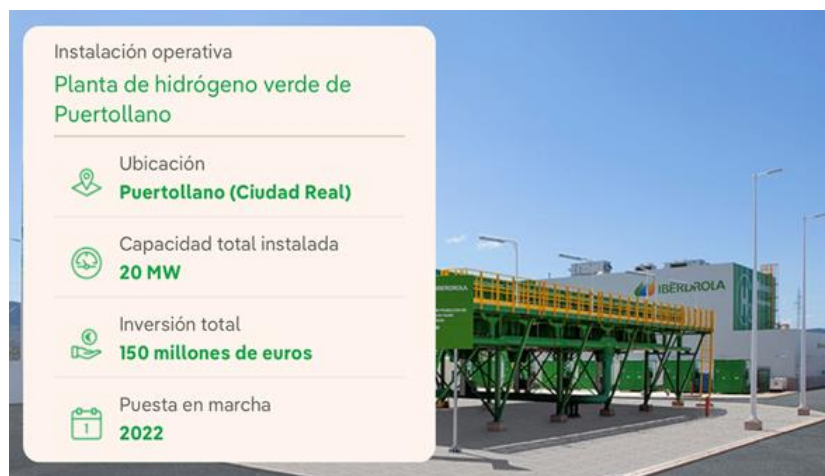 Instalación operativa
Planta de hidrógeno verde de
Puertollano
Ubicación
Puertollano (Ciudad Real)
Capacidad total instalada
20 MW
Inversión total
150 millones de euros
Puesta en marcha
1
2022
IBERDROLA
IBERDROLA